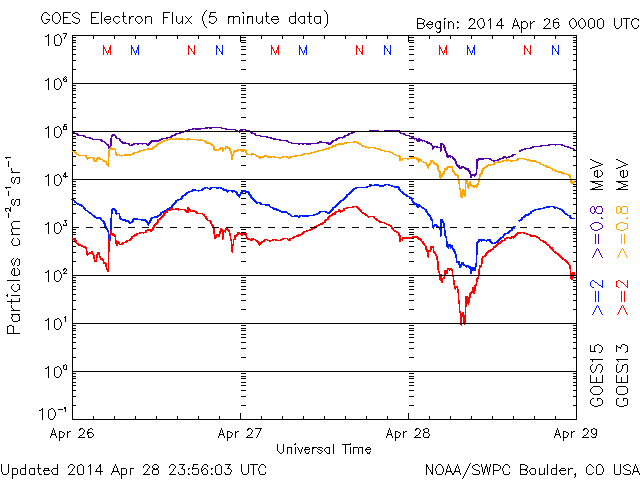 GOES Electron Flux (5 minute data)
Begin: 2014 Apr 26 0000 UTC
10⁷
M M N N M M N N M M N N
10⁶
10⁵
10⁴
10³
10²
10¹
10⁰
10⁻¹
Particles cm⁻²s⁻¹sr⁻¹
Apr 26 Apr 27 Apr 28 Apr 29
Universal Time
GOES15 >=2 >=0.8 MeV
GOES13 >=2 >=0.8 MeV
Updated 2014 Apr 28 23:56:03 UTC
NOAA/SWPC Boulder, CO USA